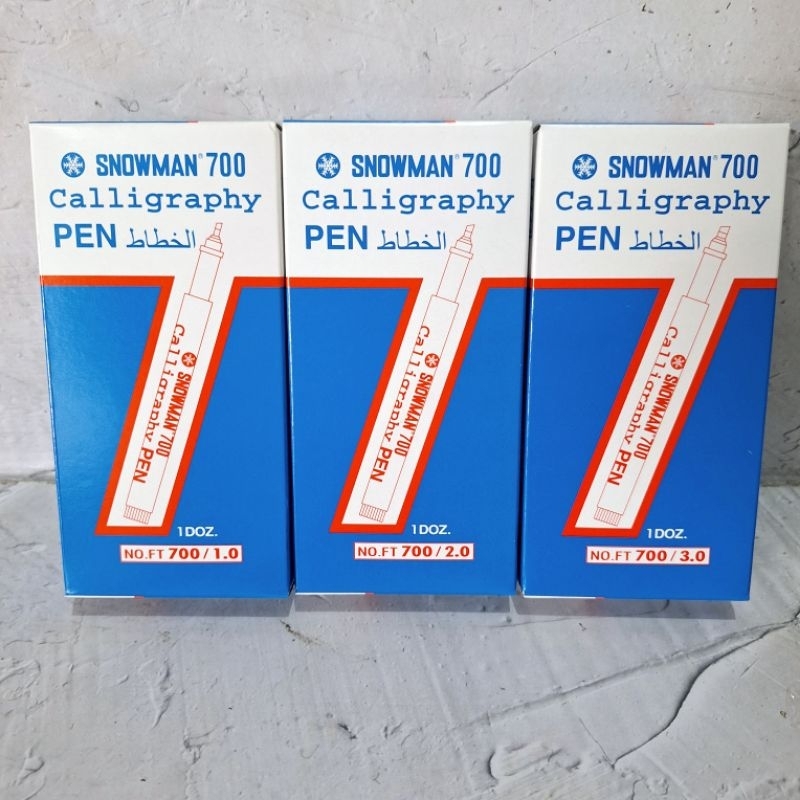 SNOWMAN® 700
Calligraphy
PEN الخطاط
SNOWMAN® 700
Calligraphy PEN
1 DOZ.
NO.FT 700 / 1.0
SNOWMAN® 700
Calligraphy
PEN الخطاط
SNOWMAN® 700
Calligraphy PEN
1 DOZ.
NO.FT 700 / 2.0
SNOWMAN® 700
Calligraphy
PEN الخطاط
SNOWMAN® 700
Calligraphy PEN
1 DOZ.
NO.FT 700 / 3.0